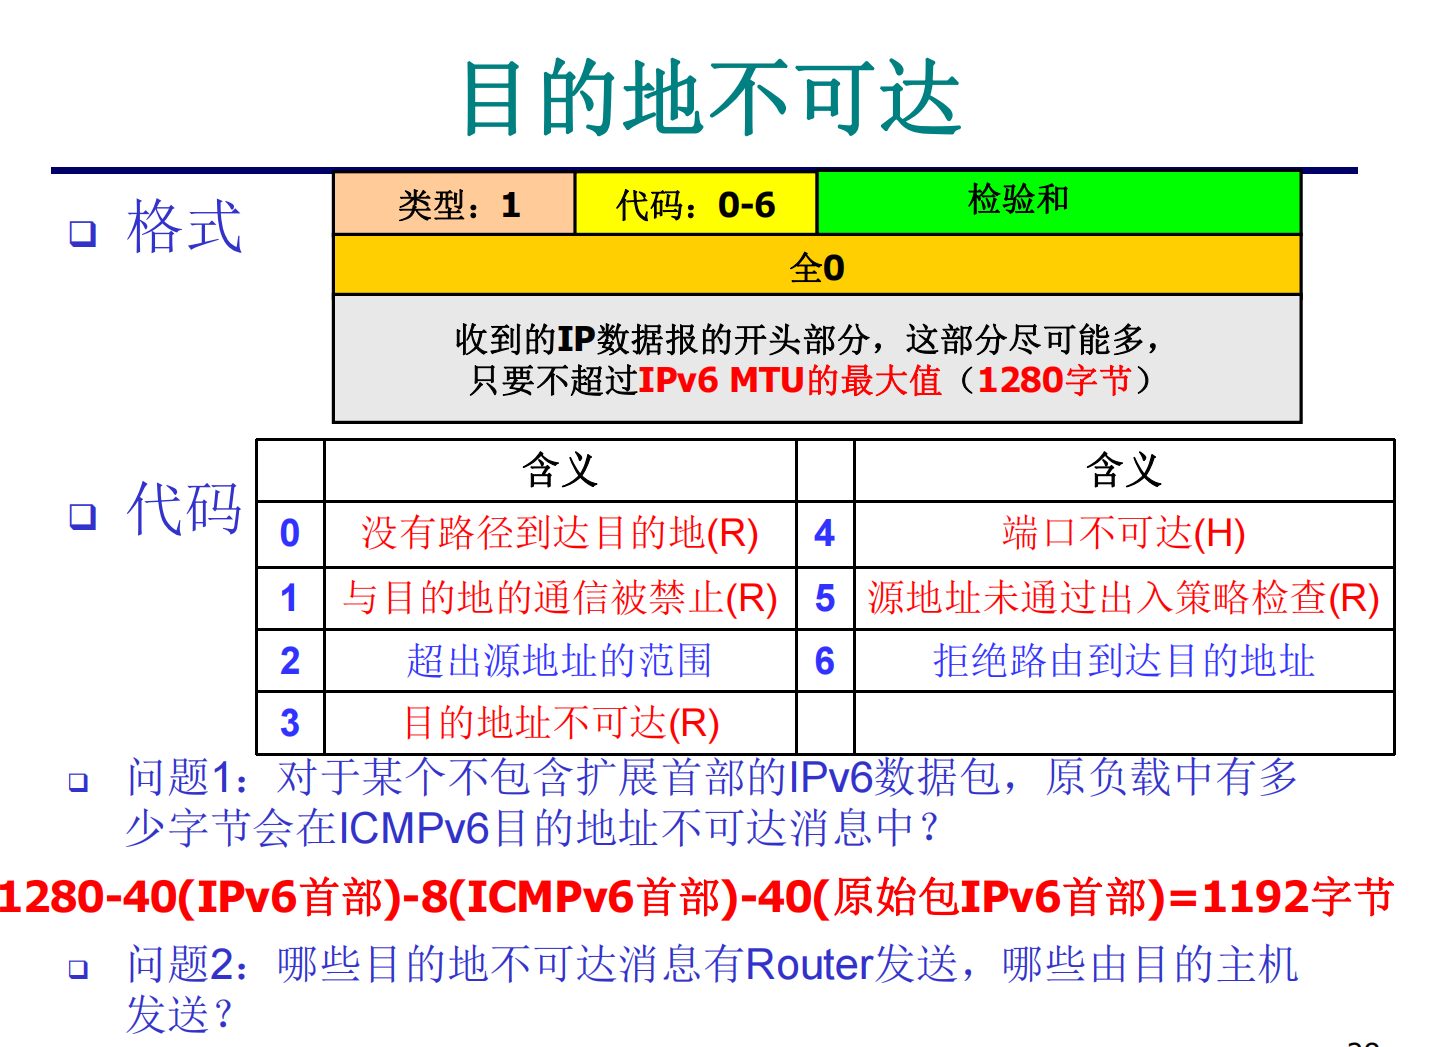 目的地不可达
格式
类型：1 代码：0-6 检验和
全0
收到的IP数据报的开头部分，这部分尽可能多，
只要不超过IPv6 MTU的最大值（1280字节）
代码
含义 含义
0 没有路径到达目的地(R) 4 端口不可达(H)
1 与目的地的通信被禁止(R) 5 源地址未通过出入策略检查(R)
2 超出源地址的范围 6 拒绝路由到达目的地址
3 目的地址不可达(R)
问题1：对于某个不包含扩展首部的IPv6数据包，原负载中有多
少字节会在ICMPv6目的地址不可达消息中？
1280-40(IPv6首部)-8(ICMPv6首部)-40(原始包IPv6首部)=1192字节
问题2：哪些目的地不可达消息有Router发送，哪些由目的主机
发送？